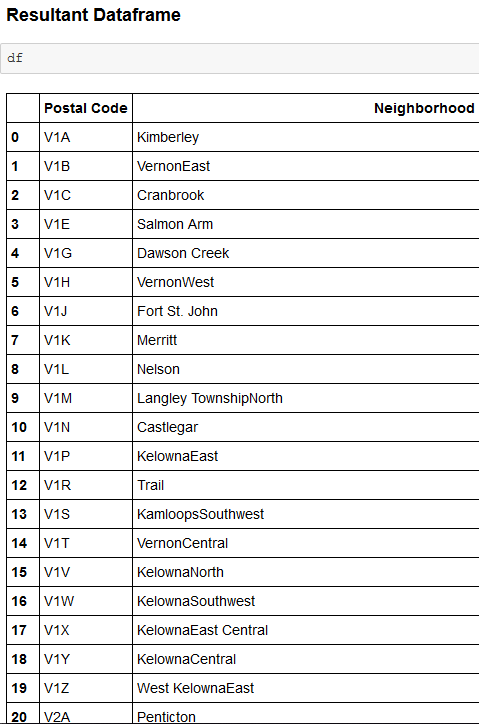 Resultant Dataframe
df
Postal Code Neighborhood
0 V1A Kimberley
1 V1B VernonEast
2 V1C Cranbrook
3 V1E Salmon Arm
4 V1G Dawson Creek
5 V1H VernonWest
6 V1J Fort St. John
7 V1K Merritt
8 V1L Nelson
9 V1M Langley TownshipNorth
10 V1N Castlegar
11 V1P KelownaEast
12 V1R Trail
13 V1S KamloopsSouthwest
14 V1T VernonCentral
15 V1V KelownaNorth
16 V1W KelownaSouthwest
17 V1X KelownaEast Central
18 V1Y KelownaCentral
19 V1Z West KelownaEast
20 V2A Penticton